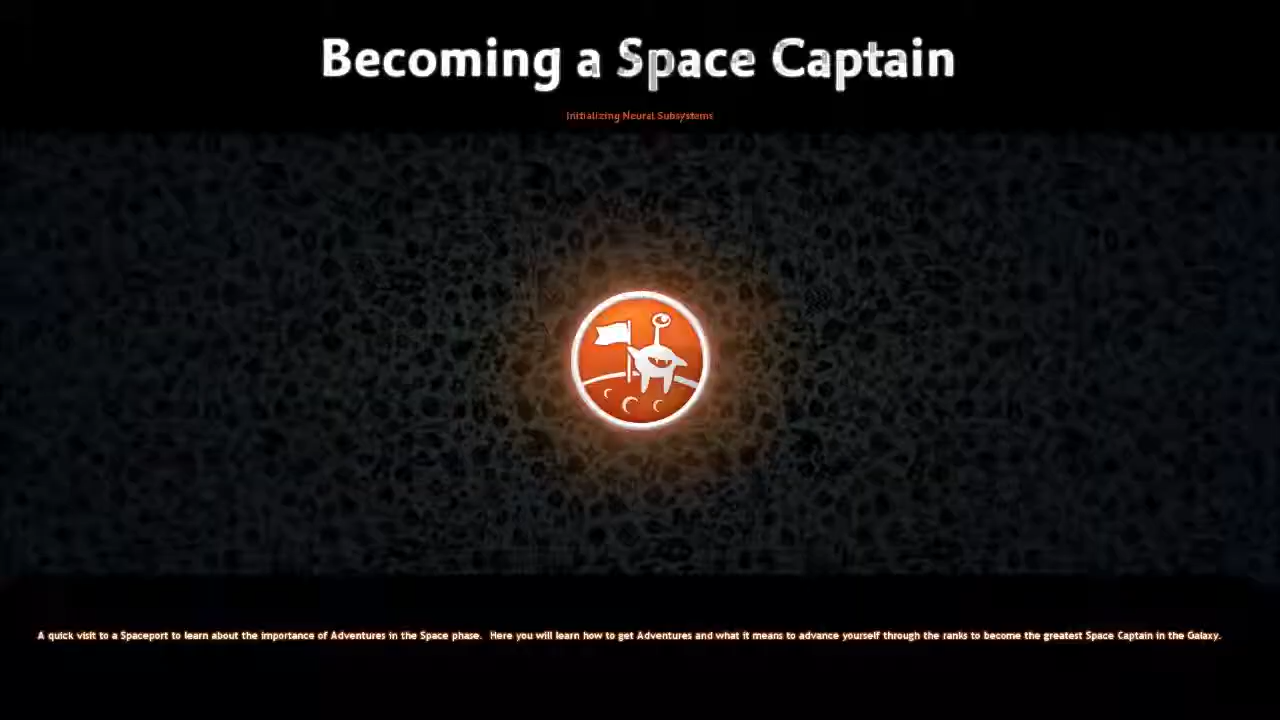 Becoming a Space Captain
Initializing Neural Subsystems
A quick visit to a Spaceport to learn about the importance of Adventures in the Space phase.  Here you will learn how to get Adventures and what it means to advance yourself through the ranks to become the greatest Space Captain in the Galaxy.